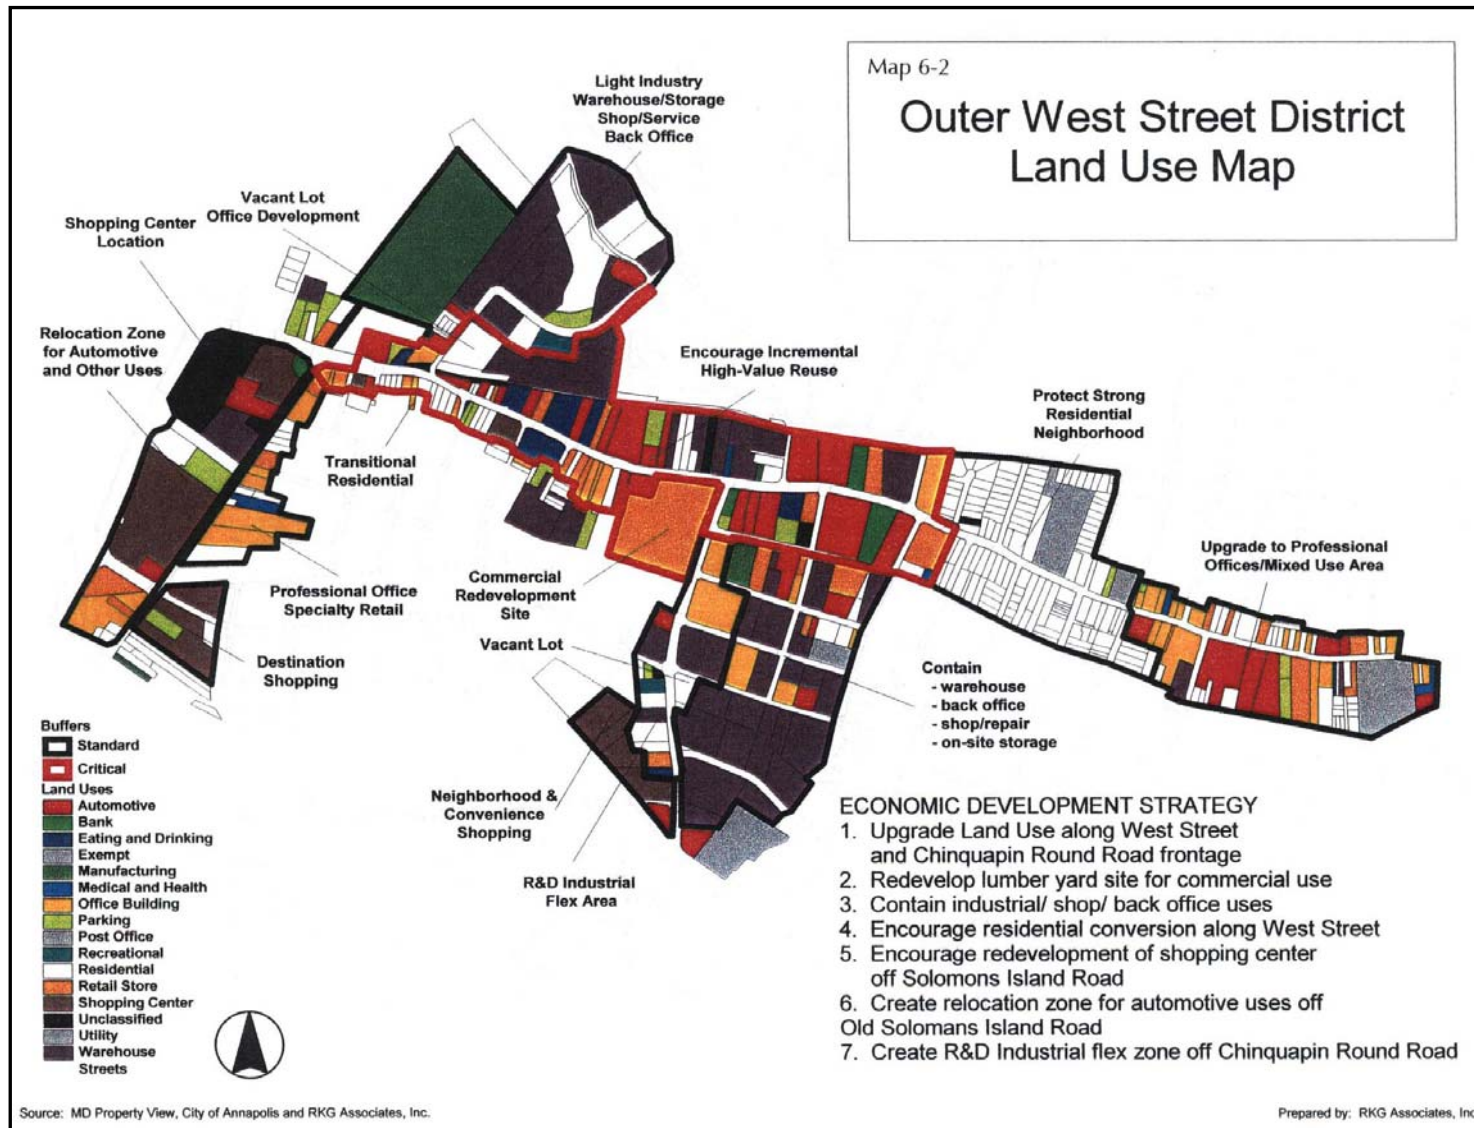 Map 6-2
Outer West Street District
Land Use Map
Light Industry
Warehouse/Storage
Shop/Service
Back Office
Vacant Lot
Office Development
Shopping Center
Location
Relocation Zone
for Automotive
and Other Uses
Encourage Incremental
High-Value Reuse
Protect Strong
Residential
Neighborhood
Transitional
Residential
Upgrade to Professional
Offices/Mixed Use Area
Professional Office
Specialty Retail
Commercial
Redevelopment
Site
Vacant Lot
Destination
Shopping
Contain
- warehouse
- back office
- shop/repair
- on-site storage
Neighborhood &
Convenience
Shopping
R&D Industrial
Flex Area
Buffers
Standard
Critical
Land Uses
Automotive
Bank
Eating and Drinking
Exempt
Manufacturing
Medical and Health
Office Building
Parking
Post Office
Recreational
Residential
Retail Store
Shopping Center
Unclassified
Utility
Warehouse
Streets
ECONOMIC DEVELOPMENT STRATEGY
1. Upgrade Land Use along West Street
and Chinquapin Round Road frontage
2. Redevelop lumber yard site for commercial use
3. Contain industrial/ shop/ back office uses
4. Encourage residential conversion along West Street
5. Encourage redevelopment of shopping center
off Solomons Island Road
6. Create relocation zone for automotive uses off
Old Solomans Island Road
7. Create R&D Industrial flex zone off Chinquapin Round Road
Source: MD Property View, City of Annapolis and RKG Associates, Inc.
Prepared by: RKG Associates, Inc